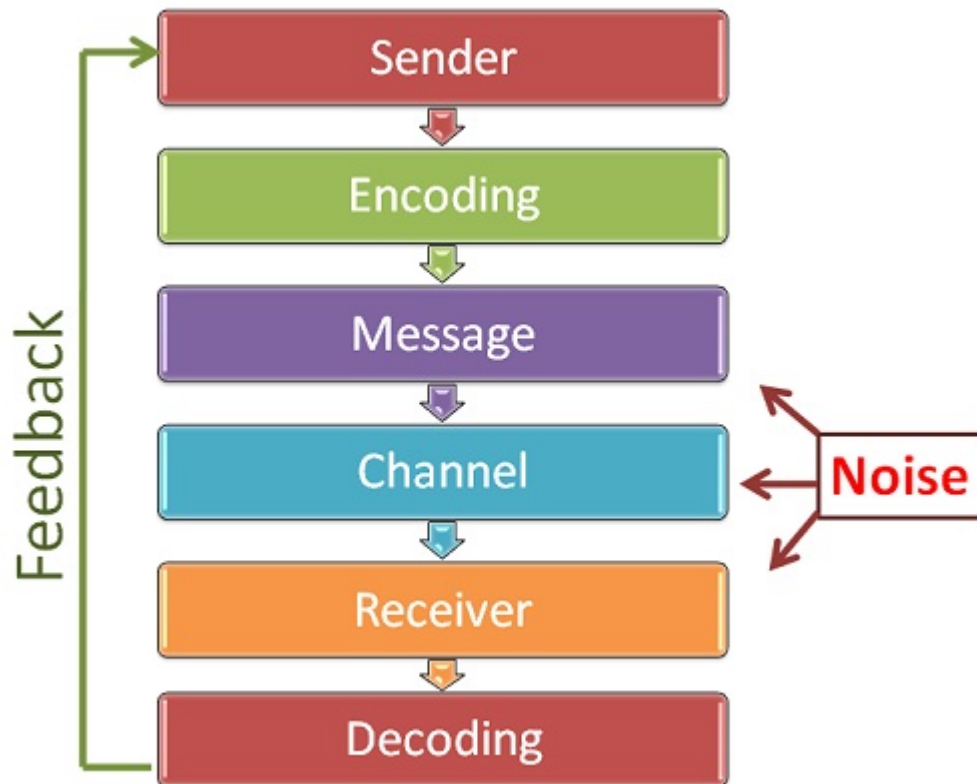 Sender
Encoding
Message
Channel
Receiver
Decoding
Feedback
Noise